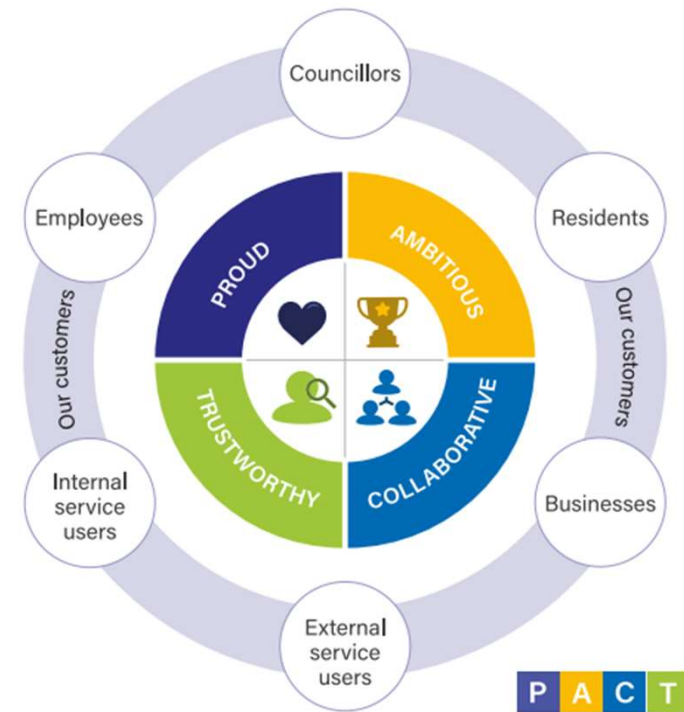 Councillors
Employees
Residents
PROUD
AMBITIOUS
Our customers
Our customers
TRUSTWORTHY
COLLABORATIVE
Internal
service
users
Businesses
External
service
users
P A C T